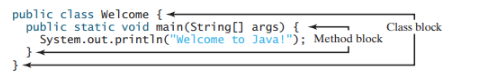 public class Welcome {
public static void main(String[] args) { Class block
System.out.println("Welcome to Java!"); Method block
}
}